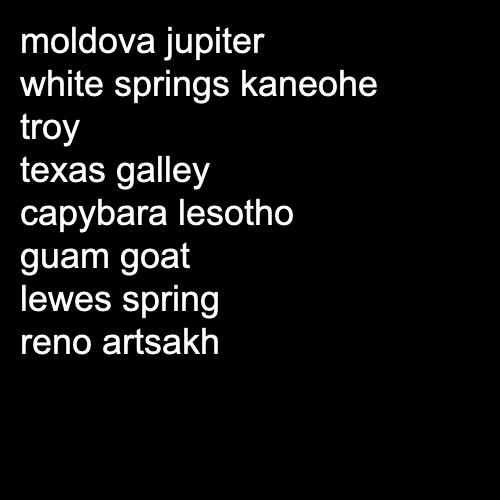 moldova jupiter
white springs kaneohe
troy
texas galley
capybara lesotho
guam goat
lewes spring
reno artsakh